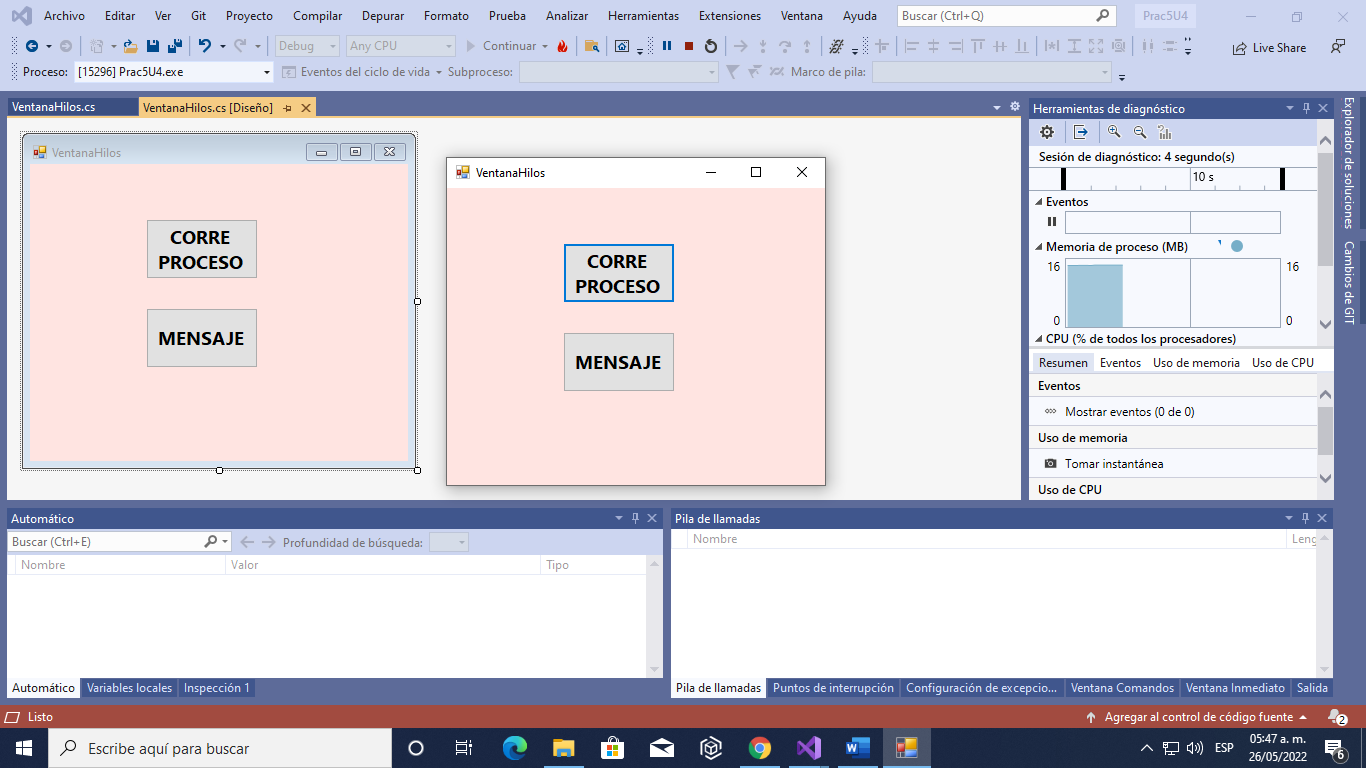 Archivo Editar Ver Git Proyecto Compilar Depurar Formato Prueba Analizar Herramientas Extensiones Ventana Ayuda Buscar (Ctrl+Q) Prac5U4
Debug Any CPU Continuar Live Share
Proceso: [15296] Prac5U4.exe Eventos del ciclo de vida Subproceso: Marco de pila:
VentanaHilos.cs VentanaHilos.cs [Diseño]
VentanaHilos
CORRE
PROCESO
MENSAJE
VentanaHilos
CORRE
PROCESO
MENSAJE
Herramientas de diagnóstico
Sesión de diagnóstico: 4 segundo(s)
10 s
Eventos
Memoria de proceso (MB)
16 16
0 0
CPU (% de todos los procesadores)
Resumen Eventos Uso de memoria Uso de CPU
Eventos
Mostrar eventos (0 de 0)
Uso de memoria
Tomar instantánea
Uso de CPU
Explorador de soluciones
Cambios de GIT
Automático
Buscar (Ctrl+E) Profundidad de búsqueda:
Nombre Valor Tipo
Automático Variables locales Inspección 1
Pila de llamadas
Nombre Leng
Pila de llamadas Puntos de interrupción Configuración de excepcio... Ventana Comandos Ventana Inmediato Salida
Listo Agregar al control de código fuente 2
Escribe aquí para buscar
ESP
05:47 a. m.
26/05/2022
6